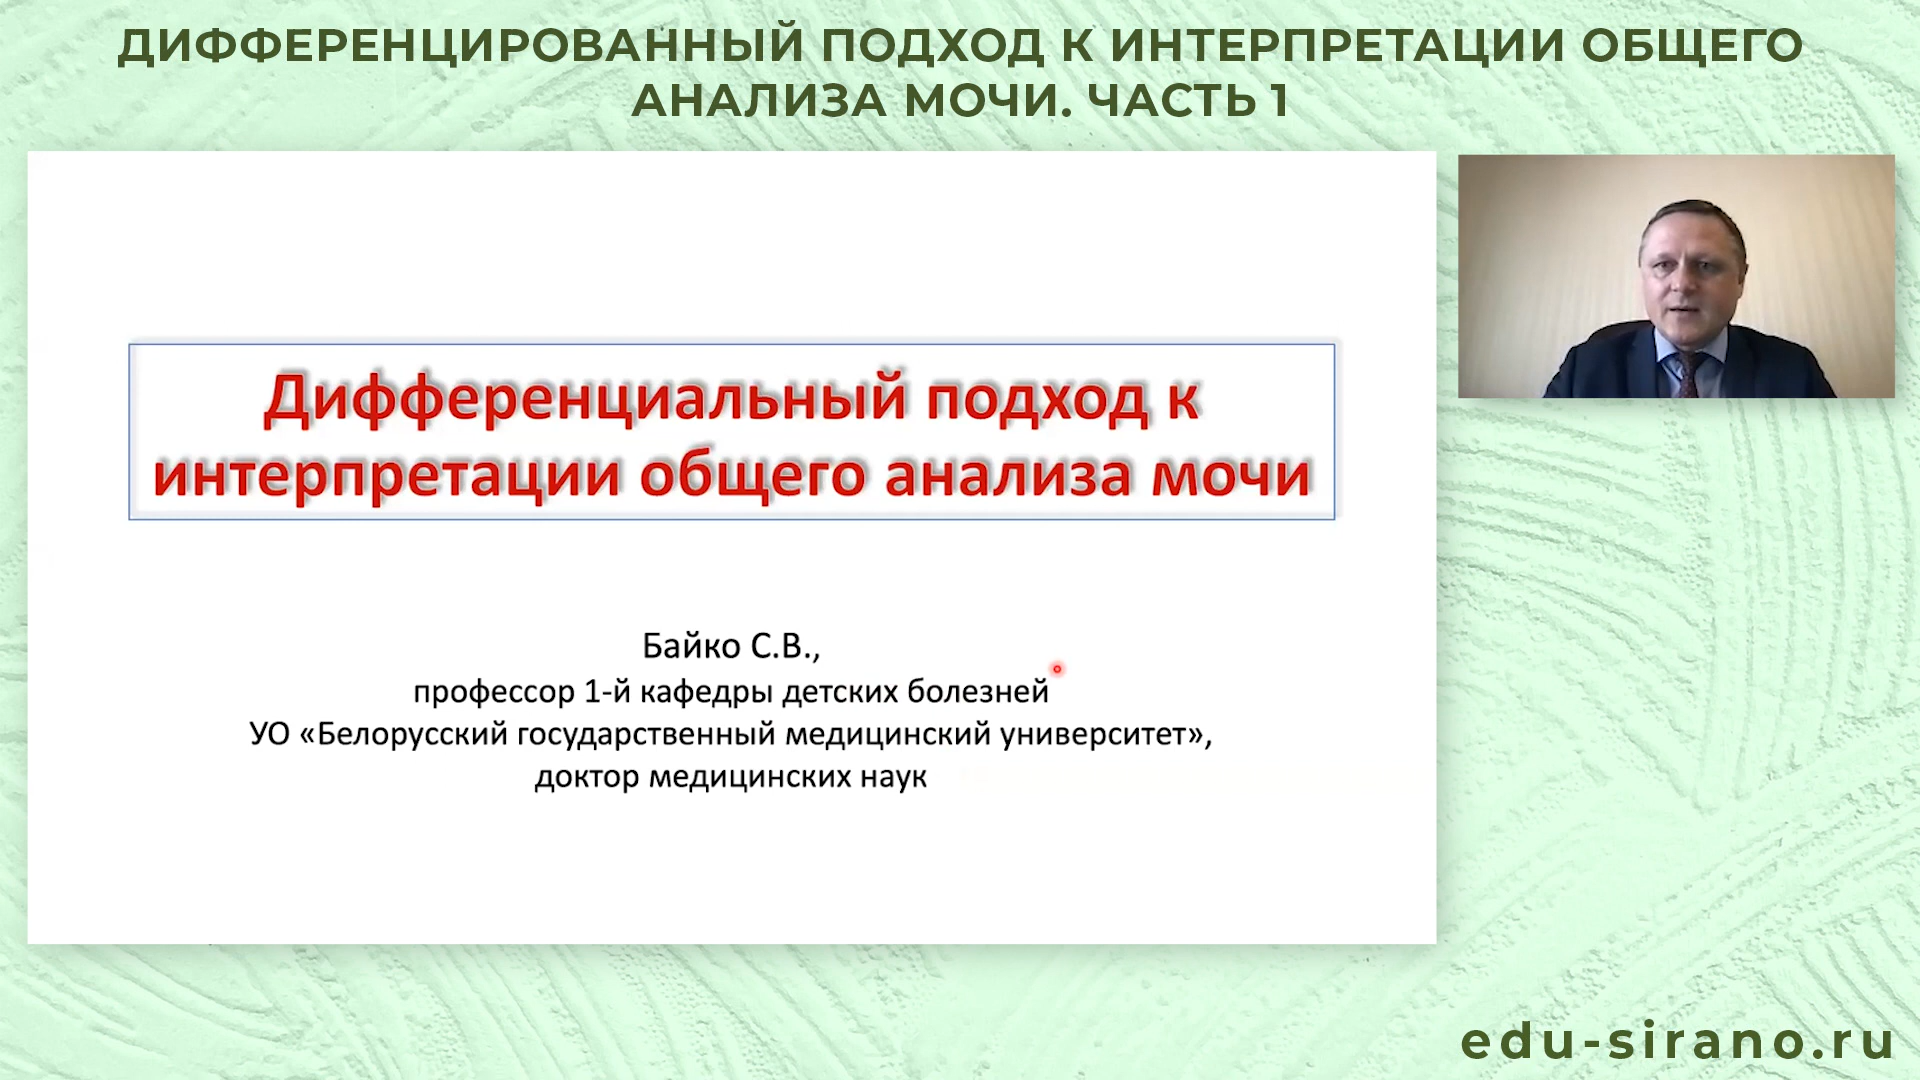 ДИФФЕРЕНЦИРОВАННЫЙ ПОДХОД К ИНТЕРПРЕТАЦИИ ОБЩЕГО
АНАЛИЗА МОЧИ. ЧАСТЬ 1
Дифференциальный подход к
интерпретации общего анализа мочи
Байко С.В.,
профессор 1-й кафедры детских болезней
УО «Белорусский государственный медицинский университет»,
доктор медицинских наук
edu-sirano.ru